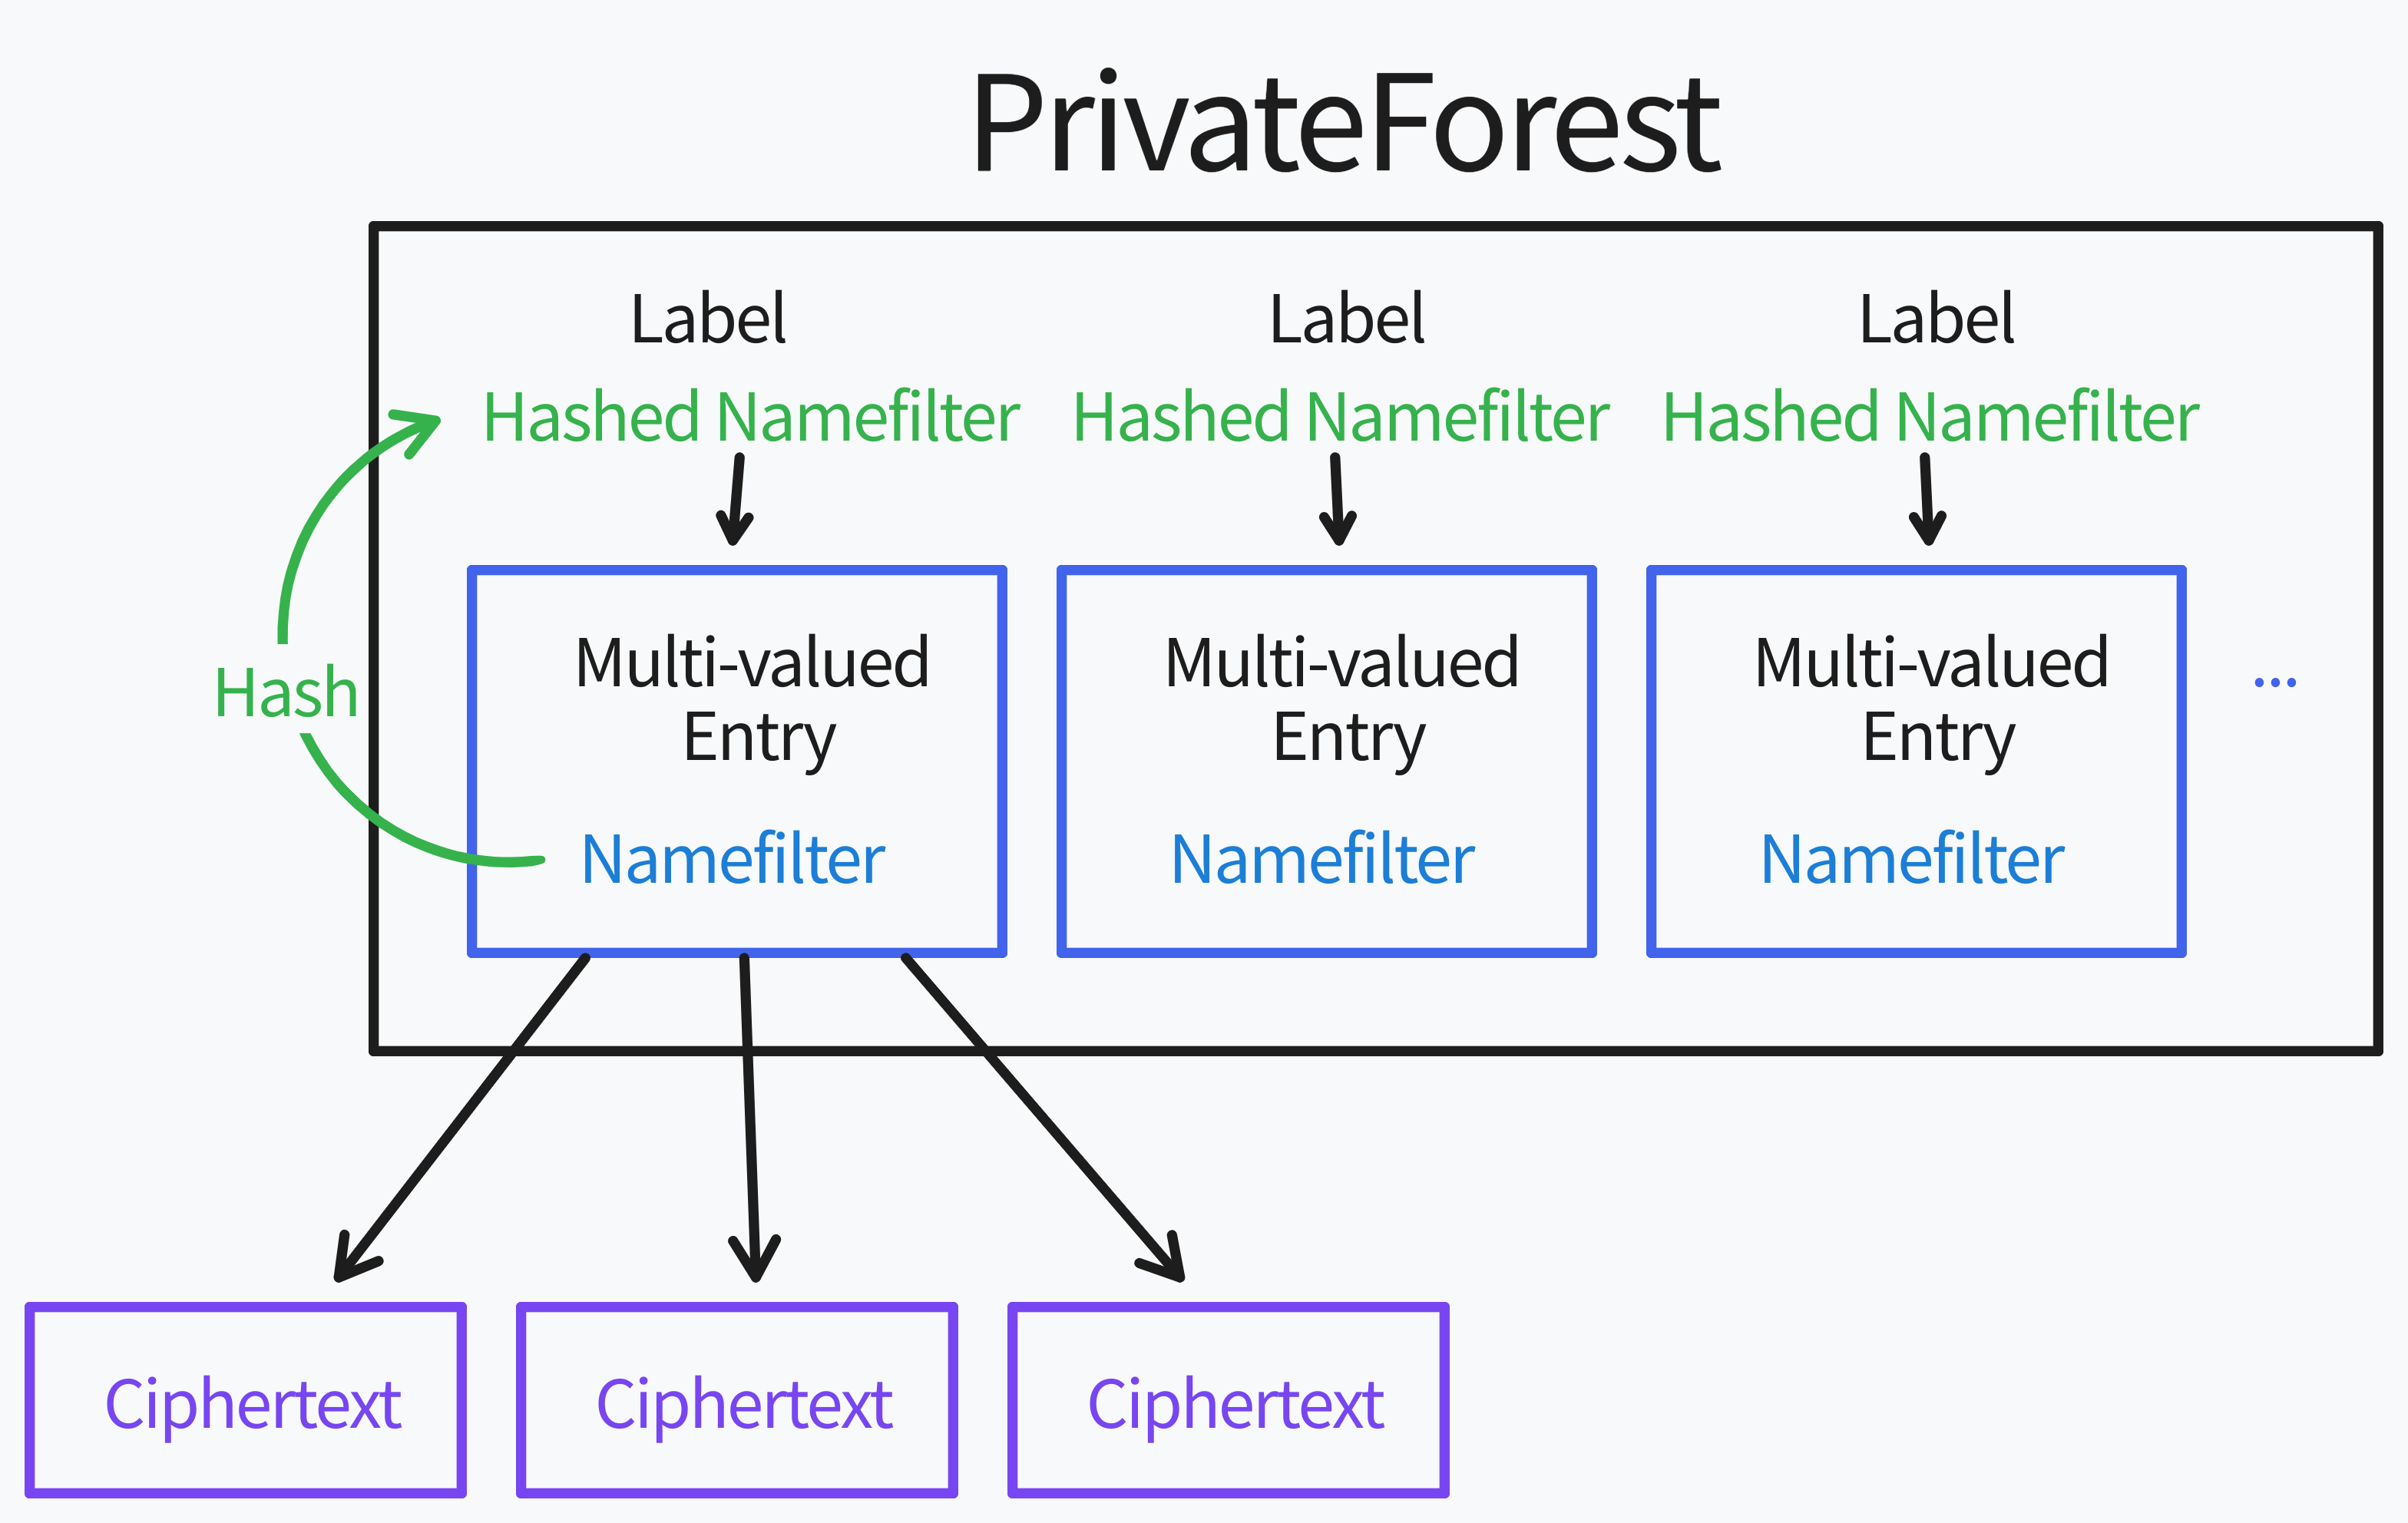 PrivateForest
Label Label Label
Hashed Namefilter Hashed Namefilter Hashed Namefilter
Multi-valued Multi-valued Multi-valued
Entry Entry Entry
...
Hash
Namefilter Namefilter Namefilter
Ciphertext Ciphertext Ciphertext